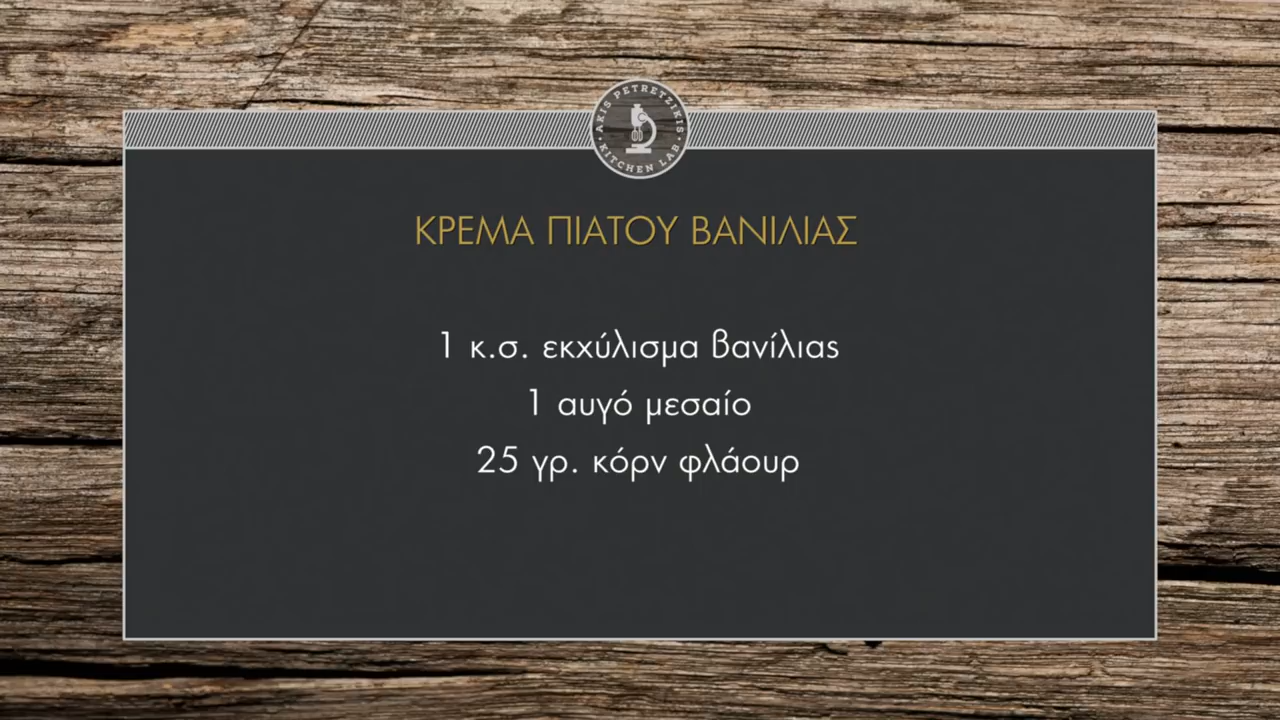 AKIS PETRETZIKIS
KITCHEN LAB
ΚΡΕΜΑ ΠΙΑΤΟΥ ΒΑΝΙΛΙΑΣ
1 κ.σ. εκχύλισμα βανίλιας
1 αυγό μεσαίο
25 γρ. κόρν φλάουρ